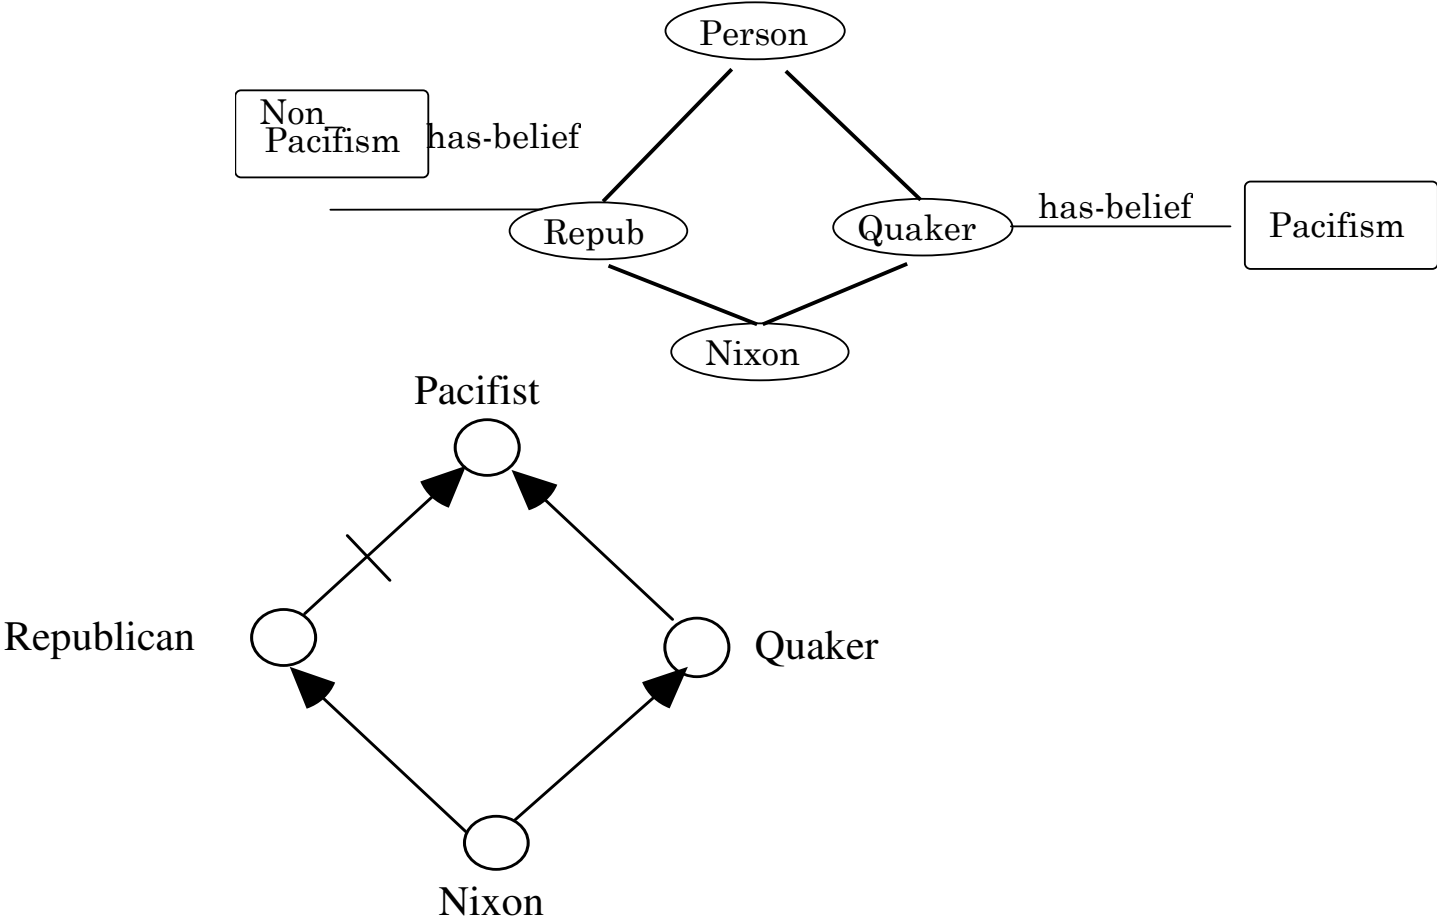 Person
Non_
Pacifism
has-belief
Repub
Quaker
has-belief
Pacifism
Nixon
Pacifist
Republican
Quaker
Nixon